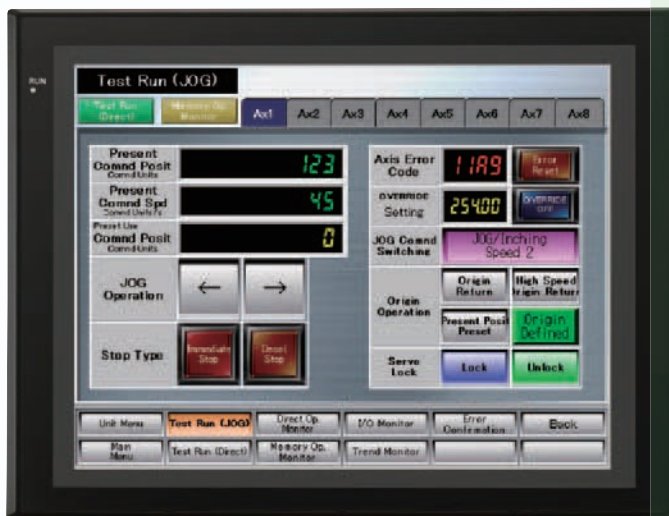 RUN
Test Run (JOG)
Test Run
(Direct)
Memory Op.
Monitor
Ax1 Ax2 Ax3 Ax4 Ax5 Ax6 Ax7 Ax8
Present
Comnd Posit
Comnd Units
123
Present
Comnd Spd
Comnd Units/s
45
Preset Use
Comnd Posit
Comnd Units
0
JOG
Operation
← →
Stop Type
Immediate
Stop
Decel
Stop
Axis Error
Code
11A9
Error
Reset
OVERRIDE
Setting
254.00
OVERRIDE
OFF
JOG Comnd
Switching
JOG/Inching
Speed 2
Origin
Operation
Origin
Return
High Speed
Origin Return
Present Posit
Preset
Origin
Defined
Servo
Lock
Lock
Unlock
Unit Menu
Test Run (JOG)
Direct Op.
Monitor
I/O Monitor
Error
Confirmation
Back
Main
Menu
Test Run (Direct)
Memory Op.
Monitor
Trend Monitor